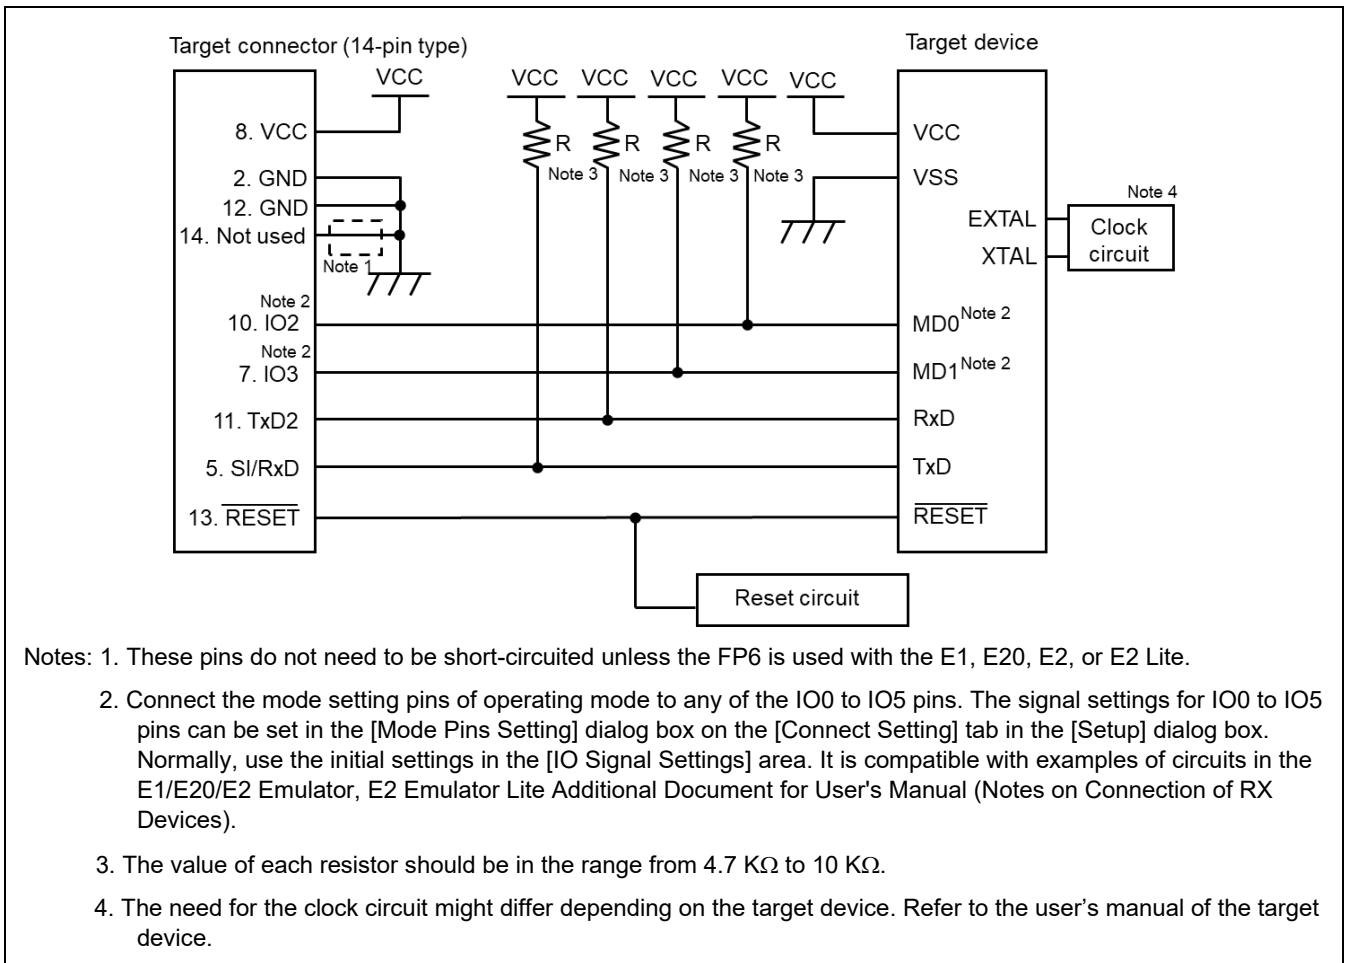 Target connector (14-pin type)
Target device
VCC
VCC
VCC
VCC
VCC
VCC
8. VCC
R
R
R
R
VCC
Note 3
Note 3
Note 3
Note 3
2. GND
VSS
Note 4
12. GND
EXTAL
Clock
circuit
14. Not used
XTAL
Note 1
Note 2
10. IO2
MD0 Note 2
Note 2
7. IO3
MD1 Note 2
11. TxD2
RxD
5. SI/RxD
TxD
13. RESET
RESET
Reset circuit
Notes: 1. These pins do not need to be short-circuited unless the FP6 is used with the E1, E20, E2, or E2 Lite.
2. Connect the mode setting pins of operating mode to any of the IO0 to IO5 pins. The signal settings for IO0 to IO5
pins can be set in the [Mode Pins Setting] dialog box on the [Connect Setting] tab in the [Setup] dialog box.
Normally, use the initial settings in the [IO Signal Settings] area. It is compatible with examples of circuits in the
E1/E20/E2 Emulator, E2 Emulator Lite Additional Document for User's Manual (Notes on Connection of RX
Devices).
3. The value of each resistor should be in the range from 4.7 KΩ to 10 KΩ.
4. The need for the clock circuit might differ depending on the target device. Refer to the user’s manual of the target
device.